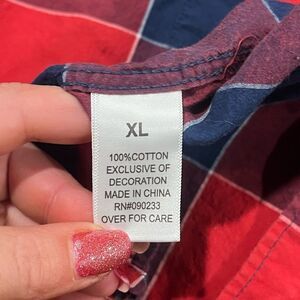 XL
100%COTTON
EXCLUSIVE OF
DECORATION
MADE IN CHINA
RN#090233
OVER FOR CARE